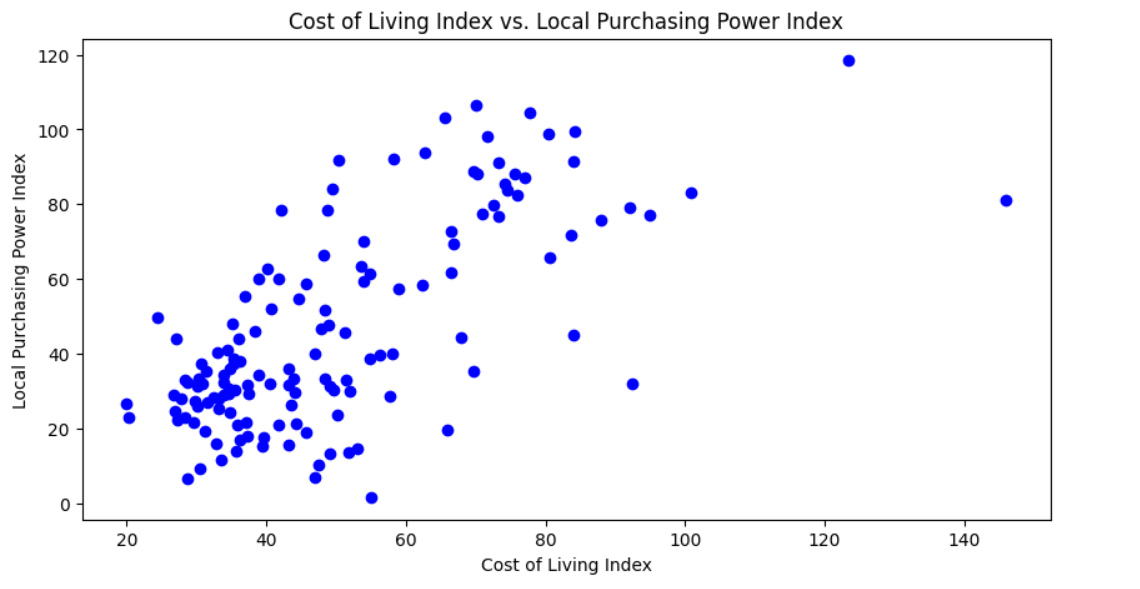 Cost of Living Index vs. Local Purchasing Power Index
120
100
80
60
40
20
0
Local Purchasing Power Index
20 40 60 80 100 120 140
Cost of Living Index